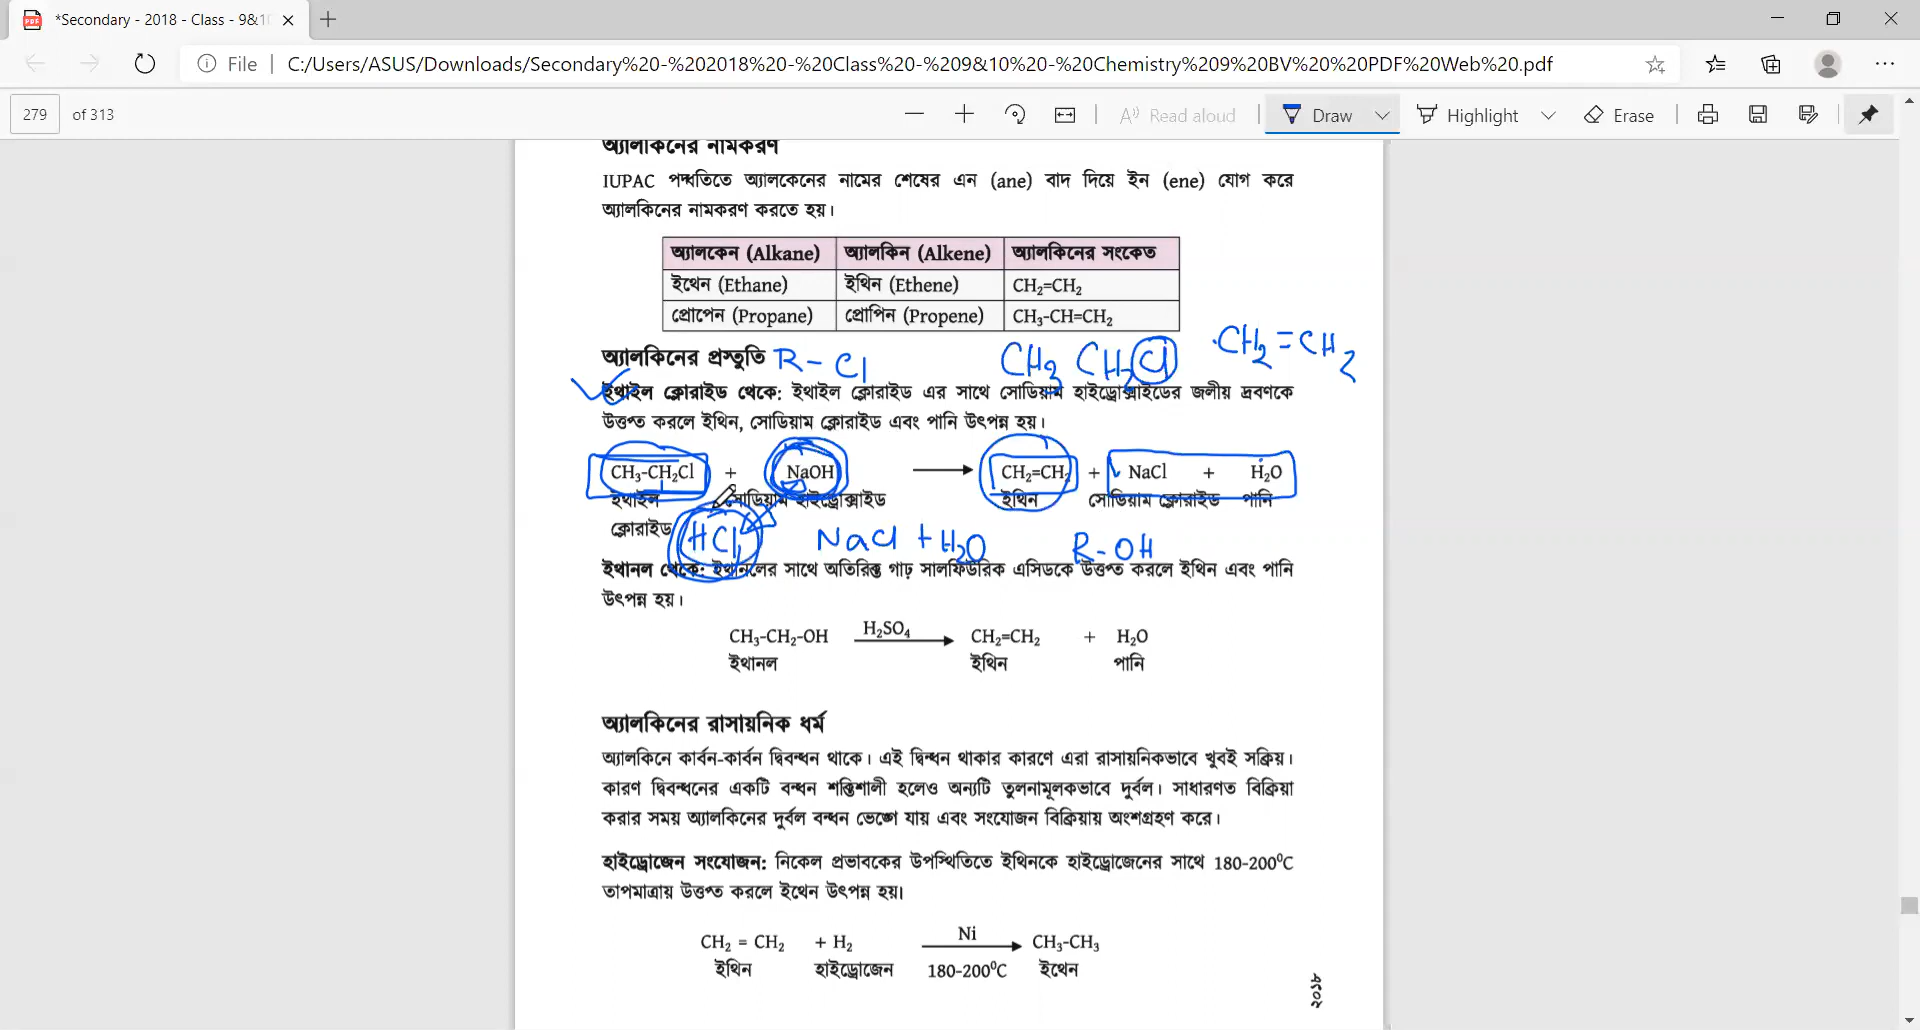 *Secondary - 2018 - Class - 9&10
File | C:/Users/ASUS/Downloads/Secondary%20-%202018%20-%20Class%20-%209&10%20-%20Chemistry%209%20BV%20%20PDF%20Web%20.pdf
279 of 313 Read aloud Draw Highlight Erase
অ্যালকিনের নামকরণ
IUPAC পদ্ধতিতে অ্যালকেনের নামের শেষের এন (ane) বাদ দিয়ে ইন (ene) যোগ করে
অ্যালকিনের নামকরণ করতে হয়।
অ্যালকেন (Alkane) অ্যালকিন (Alkene) অ্যালকিনের সংকেত
ইথেন (Ethane) ইথিন (Ethene) CH₂=CH₂
প্রোপেন (Propane) প্রোপিন (Propene) CH₃-CH=CH₂
অ্যালকিনের প্রস্তুতি R - Cl CH₃ CH₂Cl CH₂=CH₂
ইথাইল ক্লোরাইড থেকে: ইথাইল ক্লোরাইড এর সাথে সোডিয়াম হাইড্রোক্সাইডের জলীয় দ্রবণকে
উত্তপ্ত করলে ইথিন, সোডিয়াম ক্লোরাইড এবং পানি উৎপন্ন হয়।
CH₃-CH₂Cl + NaOH → CH₂=CH₂ + NaCl + H₂O
ইথাইল সোডিয়াম হাইড্রোক্সাইড ইথিন সোডিয়াম ক্লোরাইড পানি
ক্লোরাইড HCl NaCl + H₂O R-OH
ইথানল থেকে: ইথানলের সাথে অতিরিক্ত গাঢ় সালফিউরিক এসিডকে উত্তপ্ত করলে ইথিন এবং পানি
উৎপন্ন হয়।
CH₃-CH₂-OH H₂SO₄ → CH₂=CH₂ + H₂O
ইথানল ইথিন পানি
অ্যালকিনের রাসায়নিক ধর্ম
অ্যালকিনে কার্বন-কার্বন দ্বিবন্ধন থাকে। এই দ্বিন্ধন থাকার কারণে এরা রাসায়নিকভাবে খুবই সক্রিয়।
কারণ দ্বিবন্ধনের একটি বন্ধন শক্তিশালী হলেও অন্যটি তুলনামূলকভাবে দুর্বল। সাধারণত বিক্রিয়া
করার সময় অ্যালকিনের দুর্বল বন্ধন ভেঙ্গে যায় এবং সংযোজন বিক্রিয়ায় অংশগ্রহণ করে।
হাইড্রোজেন সংযোজন: নিকেল প্রভাবকের উপস্থিতিতে ইথিনকে হাইড্রোজেনের সাথে 180-200⁰C
তাপমাত্রায় উত্তপ্ত করলে ইথেন উৎপন্ন হয়।
CH₂ = CH₂ + H₂ Ni → CH₃-CH₃
ইথিন হাইড্রোজেন 180-200⁰C ইথেন
২০১৮